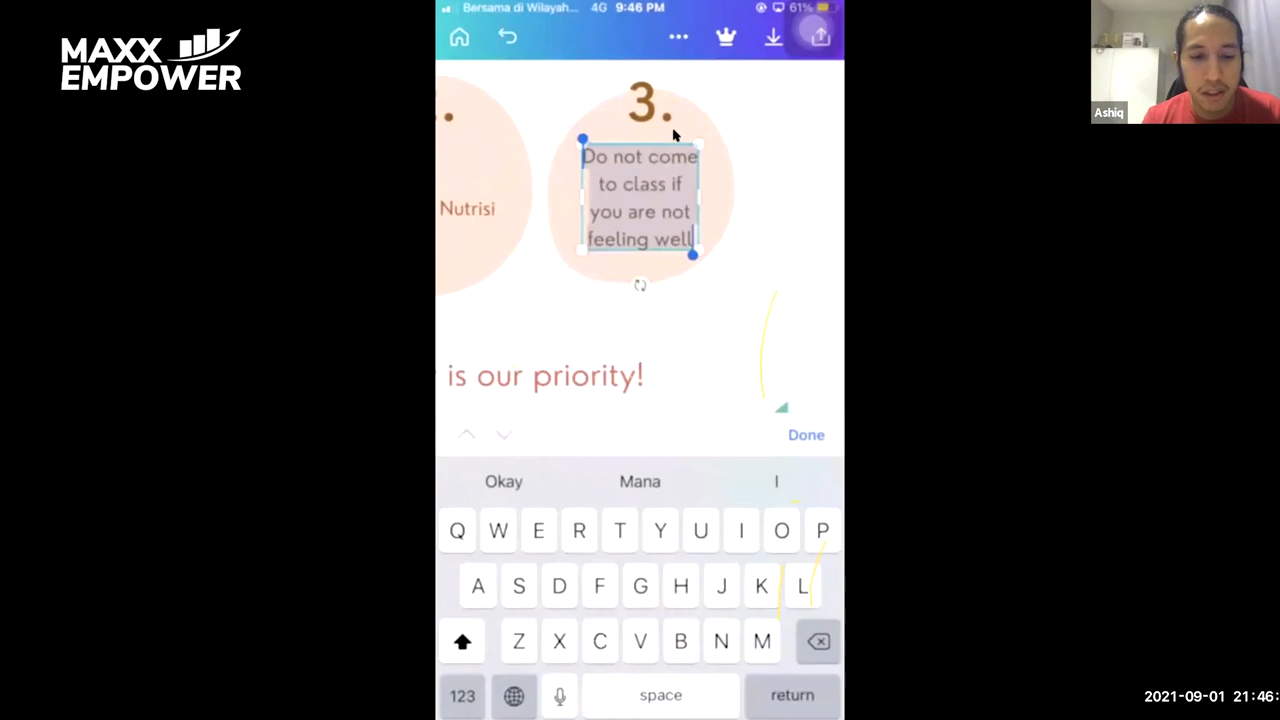 MAXX
EMPOWER
Bersama di Wilayah... 4G 9:46 PM 61%
3.
Do not come
to class if
you are not
feeling well
Nutrisi
is our priority!
Done
Okay Mana I
Q W E R T Y U I O P
A S D F G H J K L
Z X C V B N M
123 space return
Ashiq
2021-09-01 21:46: